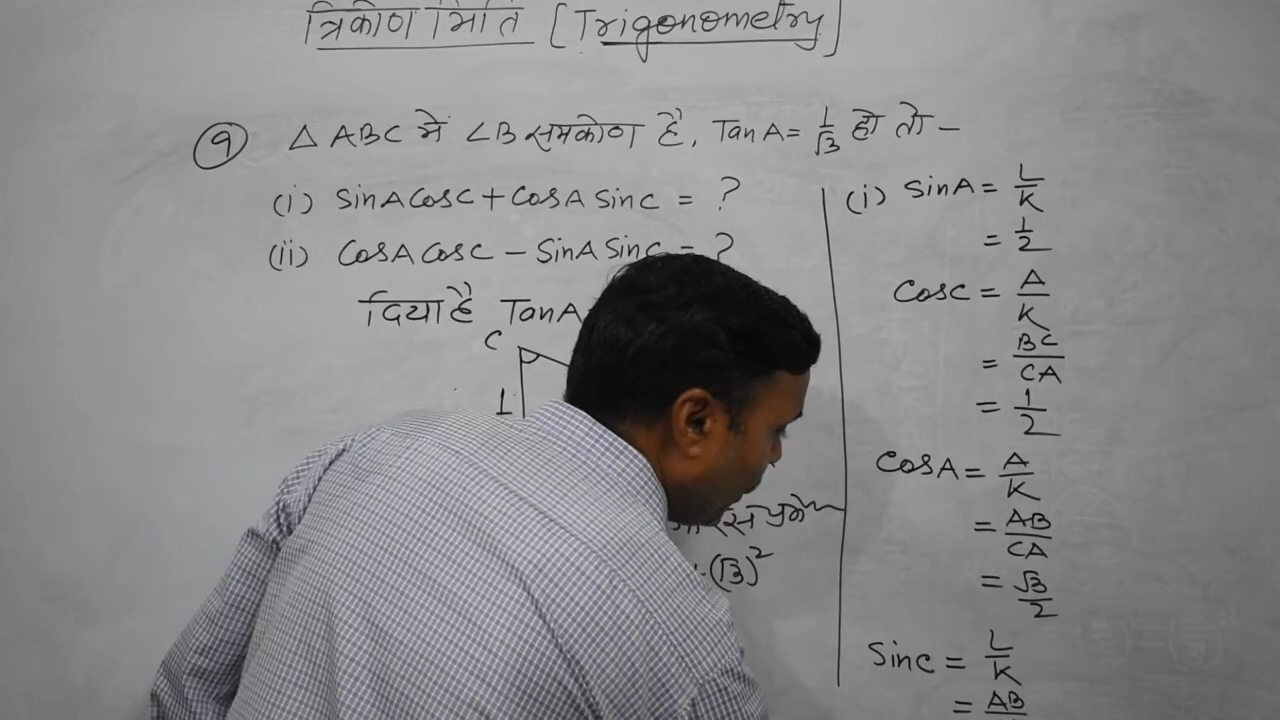 त्रिकोण मिति [Trigonometry]
(9) △ ABC में ∠B समकोण है, TanA = 1/√3 हो तो –
(i) SinA CosC + CosA SinC = ?
(ii) CosA CosC – SinA SinC = ?
दिया है TanA
C
1
(√3)²
(i) SinA = L/K
= 1/2
CosC = A/K
= BC/CA
= 1/2
CosA = A/K
= AB/CA
= √3/2
SinC = L/K
= AB